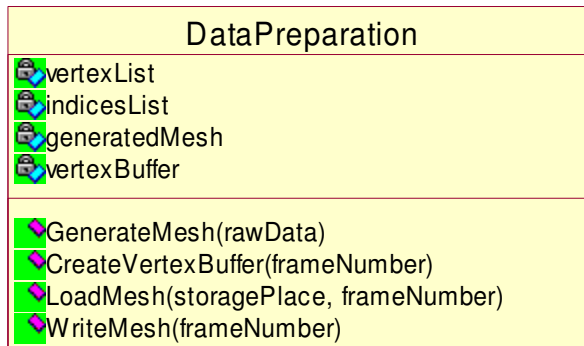 DataPreparation
vertexList
indicesList
generatedMesh
vertexBuffer
GenerateMesh(rawData)
CreateVertexBuffer(frameNumber)
LoadMesh(storagePlace, frameNumber)
WriteMesh(frameNumber)